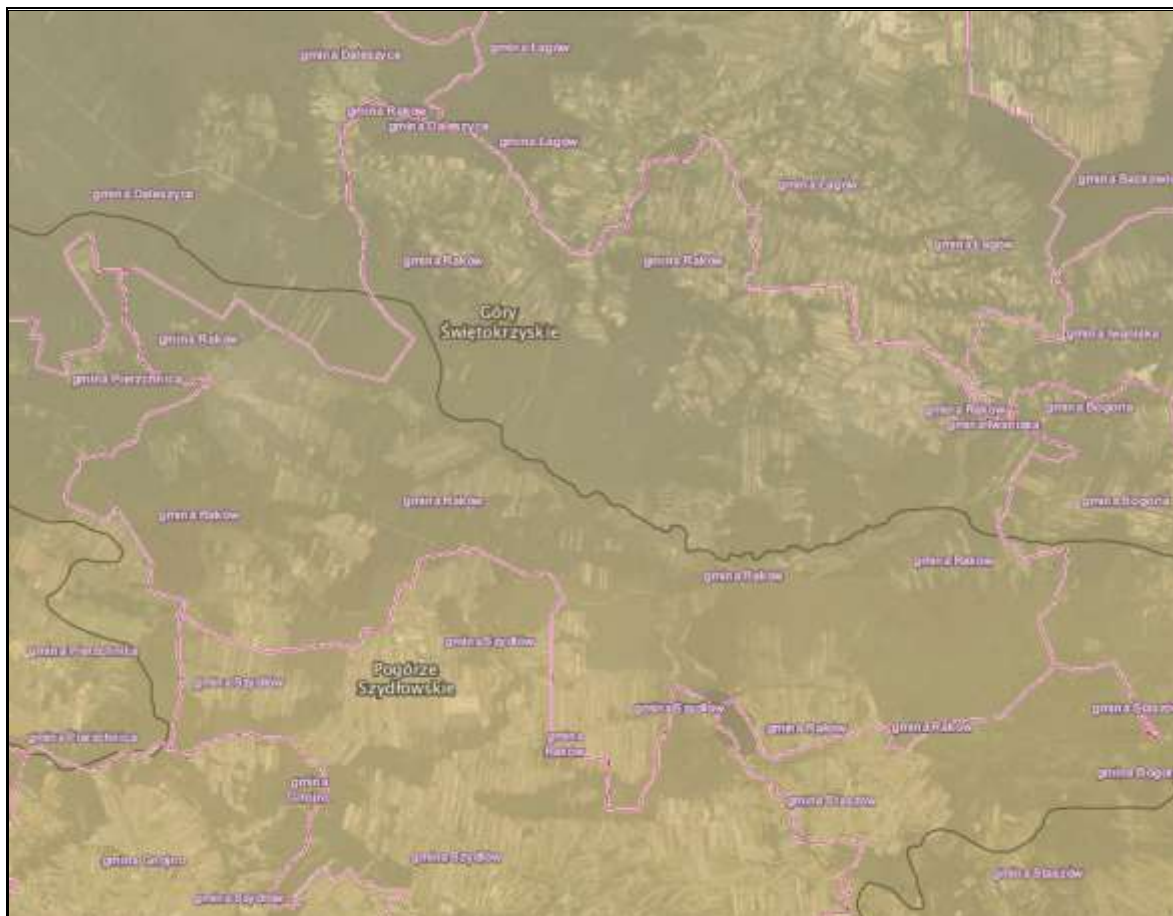 gmina Daleszyce
gmina Łagów
gmina Raków
gmina Daleszyce
gmina Łagów
gmina Daleszyce
gmina Łagów
gmina Raków
gmina Raków
gmina Łagów
Góry
Świętokrzyskie
gmina Raków
gmina Iwaniska
gmina Pierzchnica
gmina Raków
gmina Bogoria
gmina Iwaniska
gmina Raków
gmina Raków
gmina Bogoria
gmina Raków
gmina Raków
gmina Pierzchnica
gmina Szydłów
Pogórze
Szydłowskie
gmina Szydłów
gmina Szydłów
gmina Pierzchnica
gmina
Raków
gmina Raków
gmina Raków
gmina
Gnojno
gmina Staszów
gmina Gnojno
gmina Szydłów
gmina Szydłów
gmina Staszów